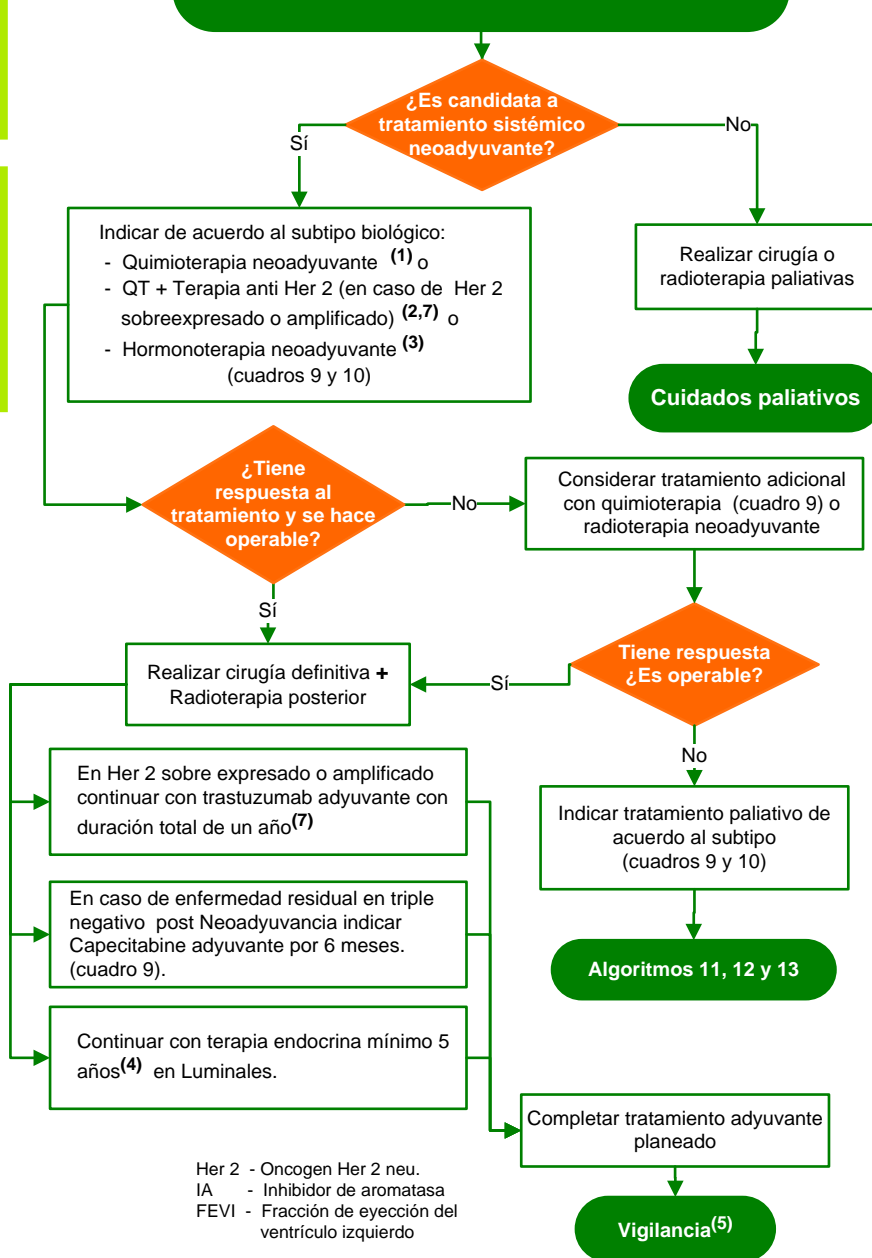 ¿Es candidata a
tratamiento sistémico
neoadyuvante?
Sí
No
Indicar de acuerdo al subtipo biológico:
- Quimioterapia neoadyuvante (1) o
- QT + Terapia anti Her 2 (en caso de Her 2
sobreexpresado o amplificado) (2,7) o
- Hormonoterapia neoadyuvante (3)
(cuadros 9 y 10)
Realizar cirugía o
radioterapia paliativas
Cuidados paliativos
¿Tiene
respuesta al
tratamiento y se hace
operable?
No
Considerar tratamiento adicional
con quimioterapia (cuadro 9) o
radioterapia neoadyuvante
Sí
Tiene respuesta
¿Es operable?
Sí
Realizar cirugía definitiva +
Radioterapia posterior
No
En Her 2 sobre expresado o amplificado
continuar con trastuzumab adyuvante con
duración total de un año(7)
Indicar tratamiento paliativo de
acuerdo al subtipo
(cuadros 9 y 10)
En caso de enfermedad residual en triple
negativo post Neoadyuvancia indicar
Capecitabine adyuvante por 6 meses.
(cuadro 9).
Algoritmos 11, 12 y 13
Continuar con terapia endocrina mínimo 5
años(4) en Luminales.
Completar tratamiento adyuvante
planeado
Her 2 - Oncogen Her 2 neu.
IA - Inhibidor de aromatasa
FEVI - Fracción de eyección del
ventrículo izquierdo
Vigilancia(5)